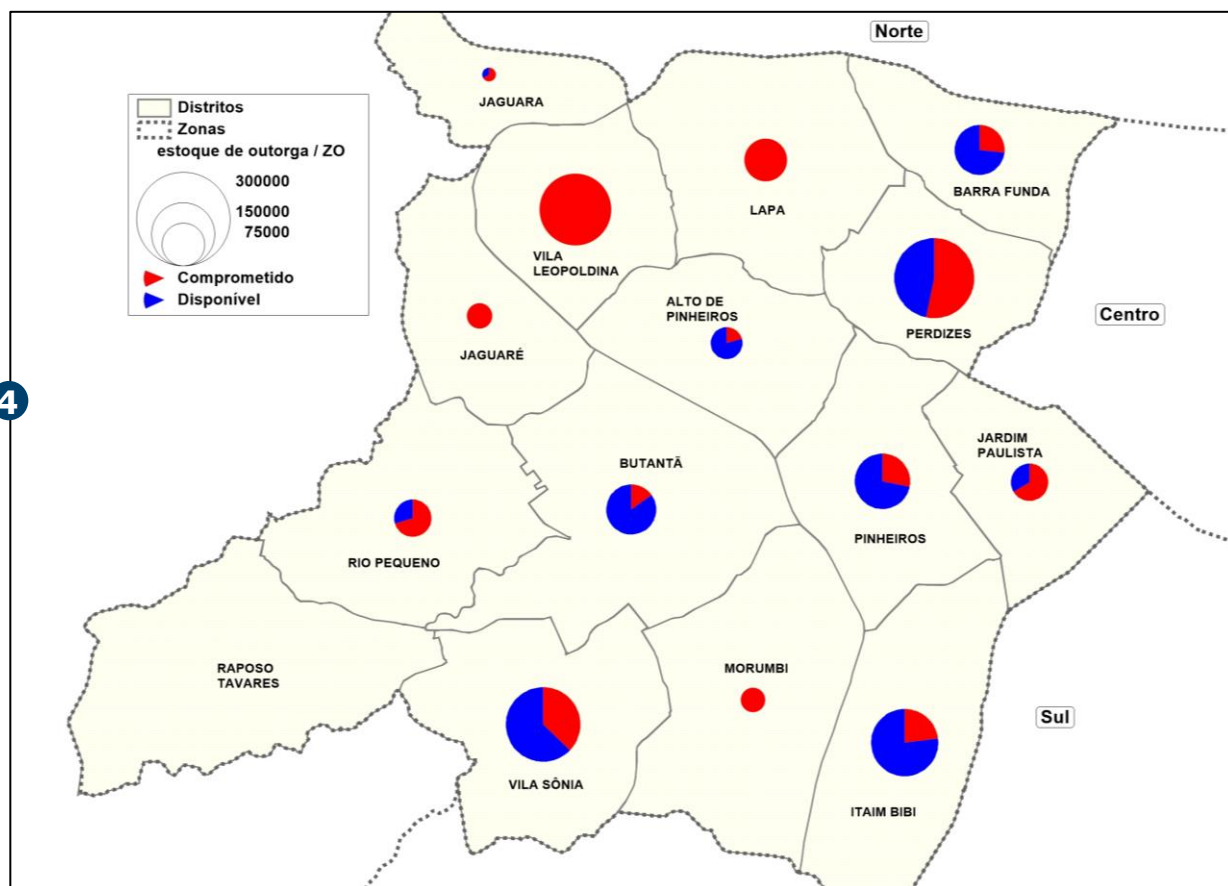 Norte
JAGUARA
Distritos
Zonas
estoque de outorga / ZO
300000
150000
75000
Comprometido
Disponível
LAPA
BARRA FUNDA
VILA
LEOPOLDINA
ALTO DE
PINHEIROS
PERDIZES
Centro
JAGUARÉ
4
BUTANTÃ
JARDIM
PAULISTA
RIO PEQUENO
PINHEIROS
RAPOSO
TAVARES
MORUMBI
Sul
VILA SÔNIA
ITAIM BIBI